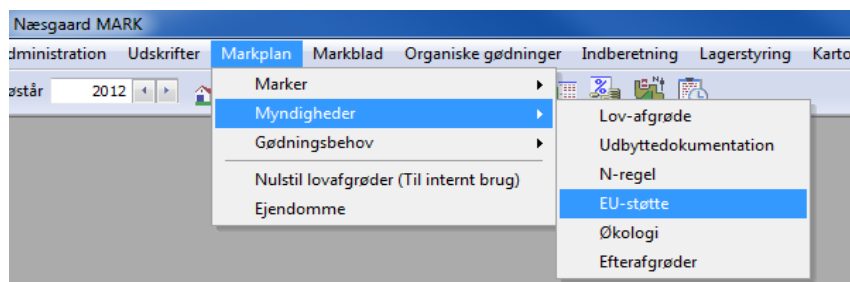 Næsgaard MARK
dministration Udskrifter Markplan Markblad Organiske gødninger Indberetning Lagerstyring Karto
østår 2012
Marker
Myndigheder
Gødningsbehov
Nulstil lovafgrøder (Til internt brug)
Ejendomme
Lov-afgrøde
Udbyttedokumentation
N-regel
EU-støtte
Økologi
Efterafgrøder